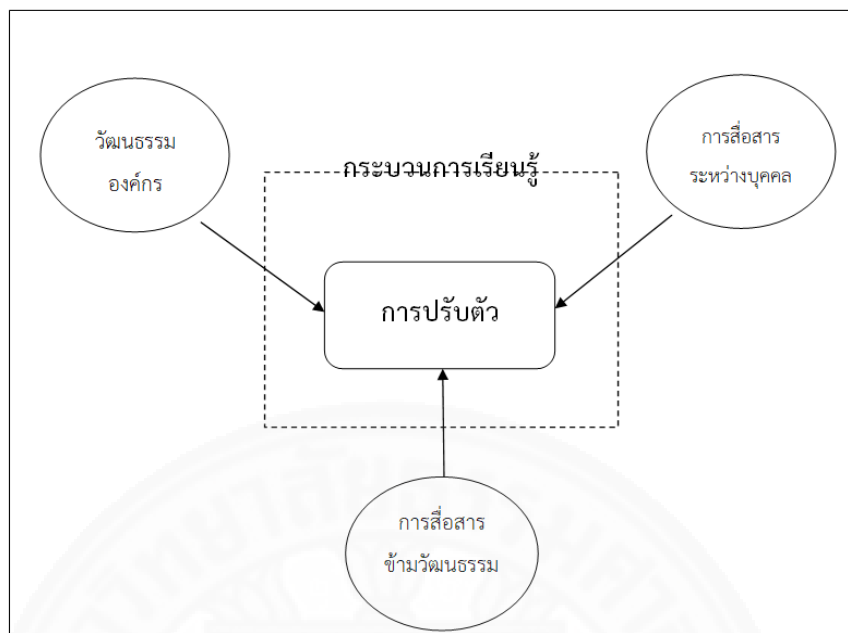 วัฒนธรรม
องค์กร
การสื่อสาร
ระหว่างบุคคล
กระบวนการเรียนรู้
การปรับตัว
การสื่อสาร
ข้ามวัฒนธรรม